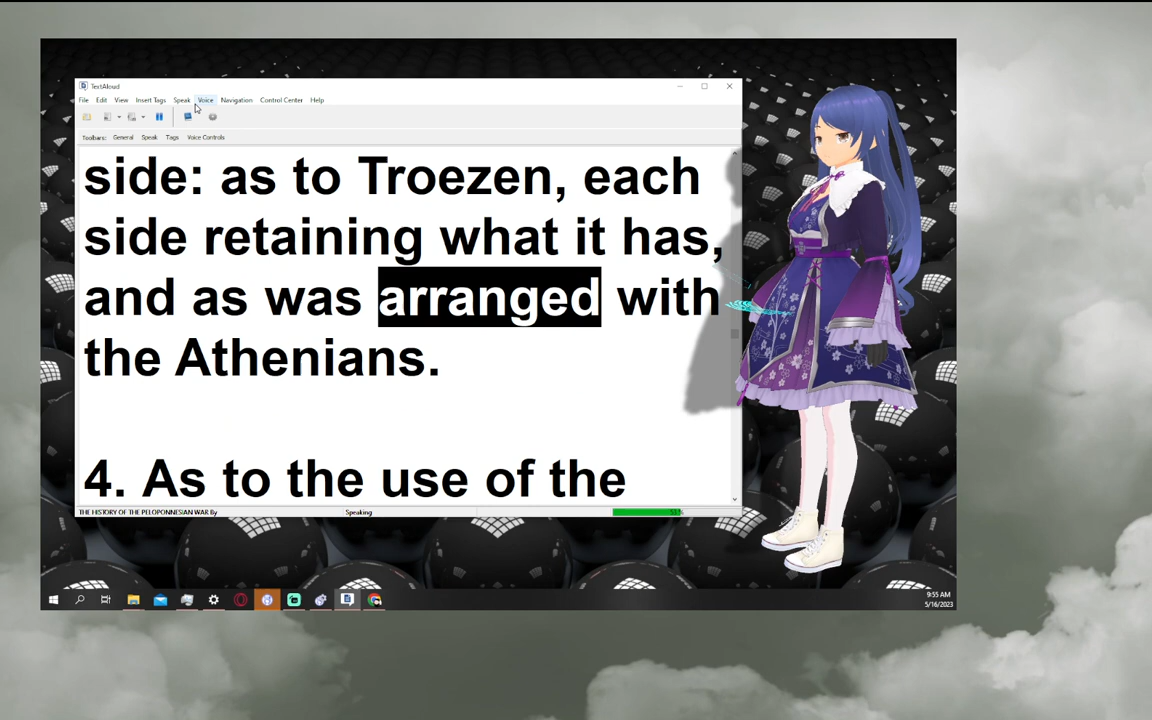 TextAloud
File Edit View Insert Tags Speak Voice Navigation Control Center Help
Toolbars: General Speak Tags Voice Controls
side: as to Troezen, each
side retaining what it has,
and as was arranged with
the Athenians.
4. As to the use of the
THE HISTORY OF THE PELOPONNESIAN WAR By Speaking
9:55 AM
5/16/2023